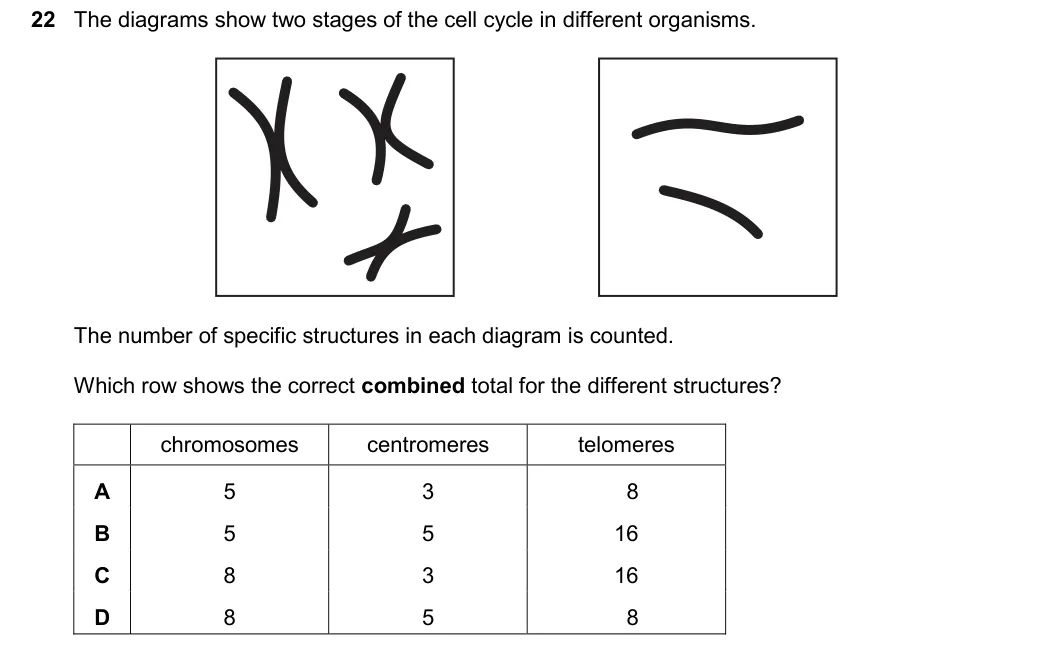 22 The diagrams show two stages of the cell cycle in different organisms.
The number of specific structures in each diagram is counted.
Which row shows the correct combined total for the different structures?
chromosomes centromeres telomeres
A 5 3 8
B 5 5 16
C 8 3 16
D 8 5 8